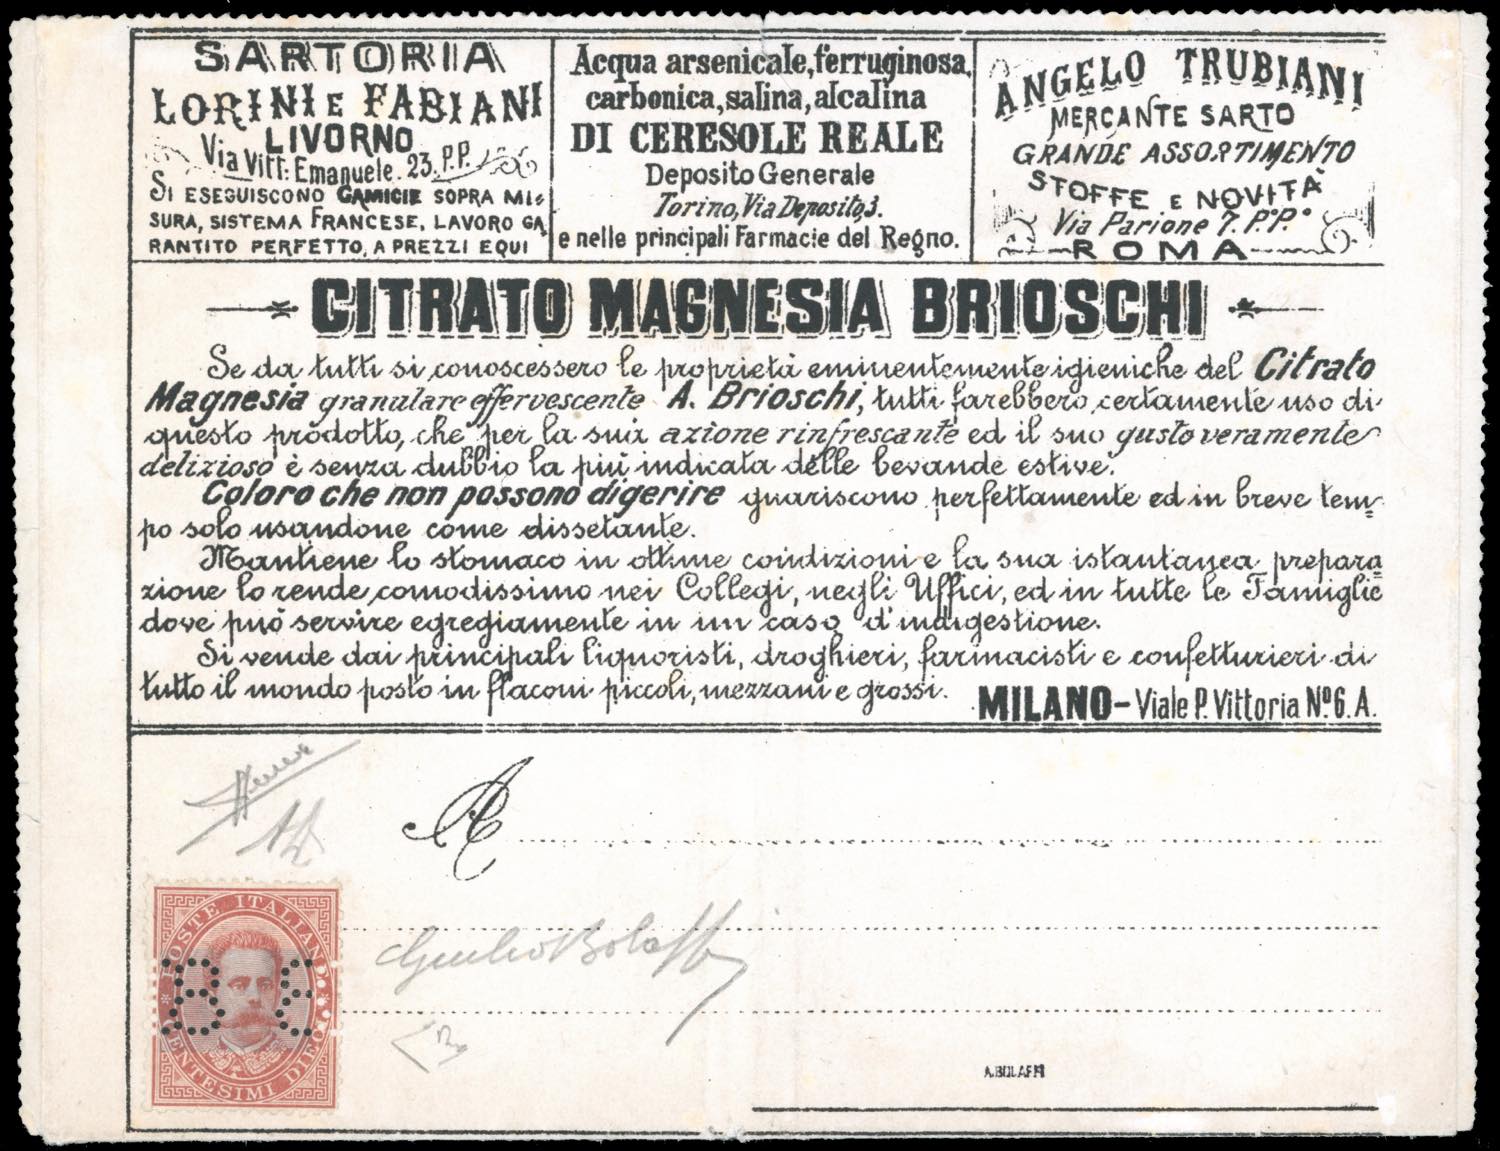 SARTORIA
LORINI E FABIANI
LIVORNO
Via Vitt: Emanuele. 23. P.P.
SI ESEGUISCONO CAMICIE SOPRA MI=
SURA, SISTEMA FRANCESE, LAVORO GA
RANTITO PERFETTO, A PREZZI EQUI
Acqua arsenicale, ferruginosa,
carbonica, salina, alcalina
DI CERESOLE REALE
Deposito Generale
Torino, Via Deposito, 3.
e nelle principali Farmacie del Regno.
ANGELO TRUBIANI
MERCANTE SARTO
GRANDE ASSORTIMENTO
STOFFE E NOVITÀ
Via Parione 7. P.º P.º
ROMA
CITRATO MAGNESIA BRIOSCHI
Se da tutti si conoscessero le proprietà eminentemente igieniche del Citrato
Magnesia granulare effervescente A. Brioschi, tutti farebbero certamente uso di
questo prodotto, che per la sua azione rinfrescante ed il suo gusto veramente
delizioso è senza dubbio la più indicata delle bevande estive.
Coloro che non possono digerire guariscono perfettamente ed in breve tem=
po solo usandone come dissetante.
Mantiene lo stomaco in ottime condizioni e la sua istantanea prepara=
zione lo rende comodissimo nei Collegi, negli Uffici, ed in tutte le Famiglie
dove può servire egregiamente in un caso d'indigestione.
Si vende dai principali liquoristi, droghieri, farmacisti e confetturieri di
tutto il mondo posto in flaconi piccoli, mezzani e grossi.
MILANO - Viale P. Vittoria Nº 6. A.
A
POSTE ITALIANE
CENTESIMI DIECI
B
Giulio Bolaffi
A. BOLAFFI